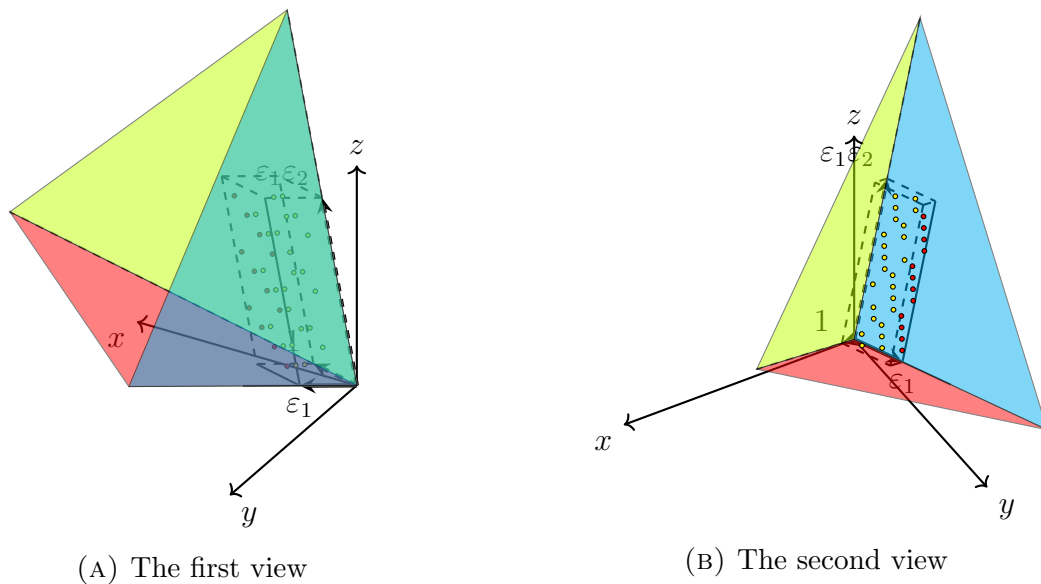 z
ε₁ε₂
x
ε₁
y
(A) The first view
z
ε₁ε₂
1
ε₁
x
y
(B) The second view